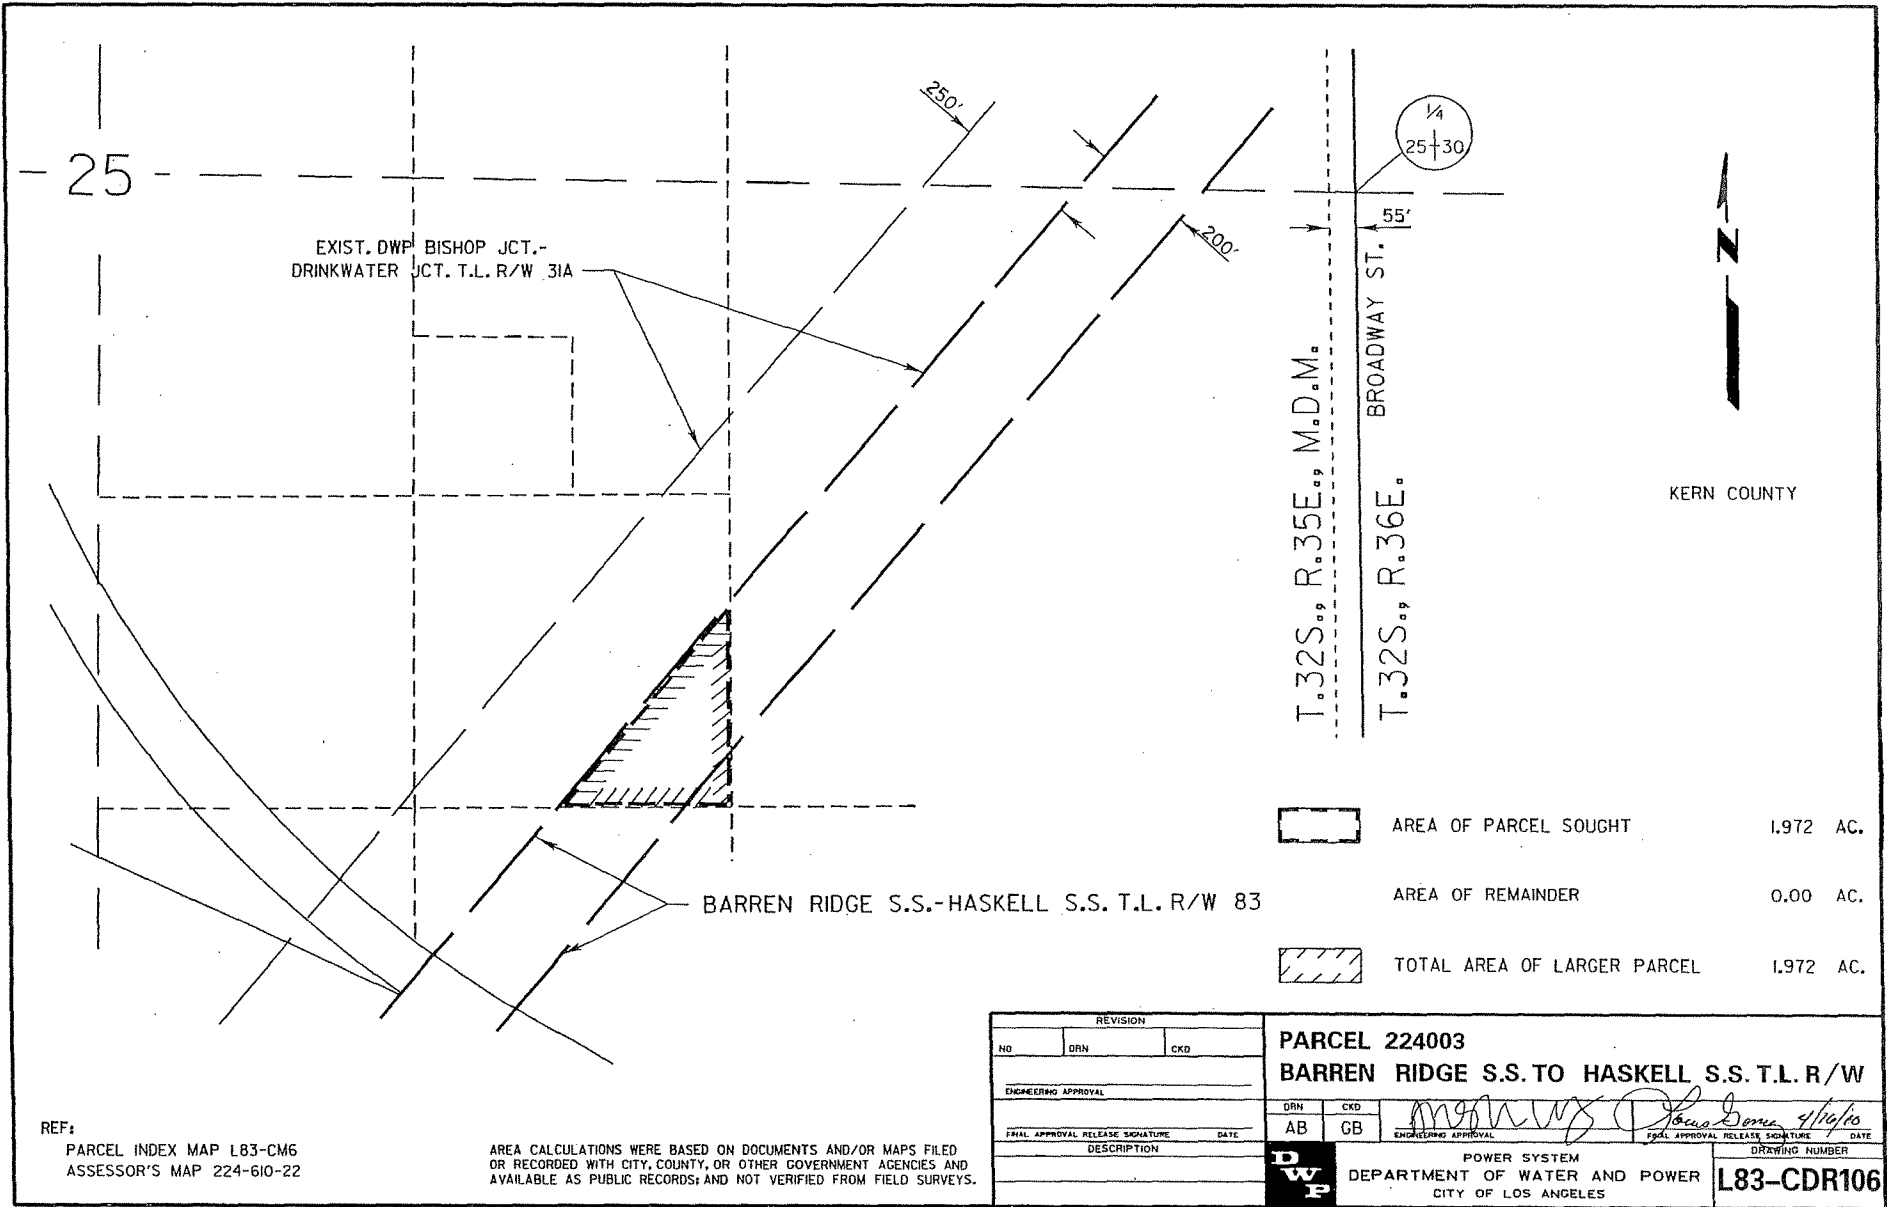 250'
1/4
25 30
25
55'
200'
EXIST. DWP BISHOP JCT.-
DRINKWATER JCT. T.L. R/W 31A
N
BROADWAY ST.
T.32S., R.35E., M.D.M.
T.32S., R.36E.
KERN COUNTY
AREA OF PARCEL SOUGHT 1.972 AC.
BARREN RIDGE S.S.-HASKELL S.S. T.L. R/W 83
AREA OF REMAINDER 0.00 AC.
TOTAL AREA OF LARGER PARCEL 1.972 AC.
REF:
PARCEL INDEX MAP L83-CM6
ASSESSOR'S MAP 224-610-22
AREA CALCULATIONS WERE BASED ON DOCUMENTS AND/OR MAPS FILED
OR RECORDED WITH CITY, COUNTY, OR OTHER GOVERNMENT AGENCIES AND
AVAILABLE AS PUBLIC RECORDS; AND NOT VERIFIED FROM FIELD SURVEYS.
REVISION
NO DRN CKD
ENGINEERING APPROVAL
FINAL APPROVAL RELEASE SIGNATURE DATE
DESCRIPTION
PARCEL 224003
BARREN RIDGE S.S. TO HASKELL S.S. T.L. R/W
DRN CKD
AB GB
4/16/10
ENGINEERING APPROVAL
FINAL APPROVAL RELEASE SIGNATURE DATE
DWP
POWER SYSTEM
DEPARTMENT OF WATER AND POWER
CITY OF LOS ANGELES
DRAWING NUMBER
L83-CDR106